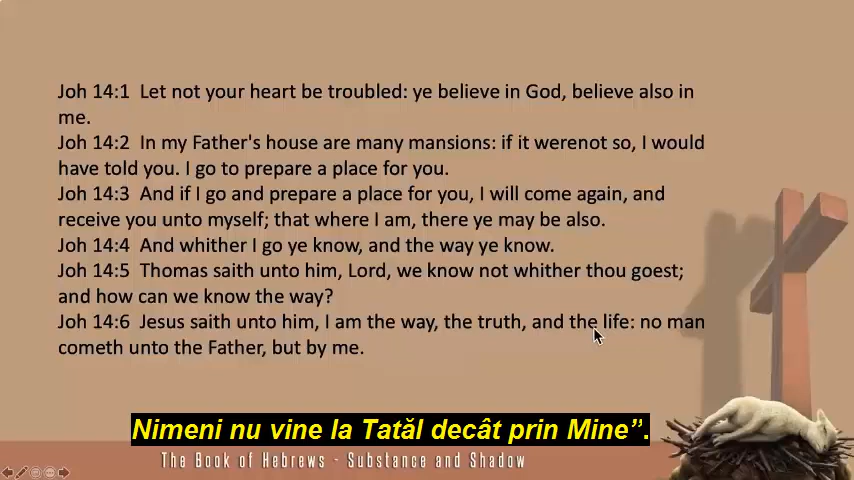 Joh 14:1  Let not your heart be troubled: ye believe in God, believe also in
me.
Joh 14:2  In my Father's house are many mansions: if it werenot so, I would
have told you. I go to prepare a place for you.
Joh 14:3  And if I go and prepare a place for you, I will come again, and
receive you unto myself; that where I am, there ye may be also.
Joh 14:4  And whither I go ye know, and the way ye know.
Joh 14:5  Thomas saith unto him, Lord, we know not whither thou goest;
and how can we know the way?
Joh 14:6  Jesus saith unto him, I am the way, the truth, and the life: no man
cometh unto the Father, but by me.
Nimeni nu vine la Tatăl decât prin Mine”.
The Book of Hebrews - Substance and Shadow